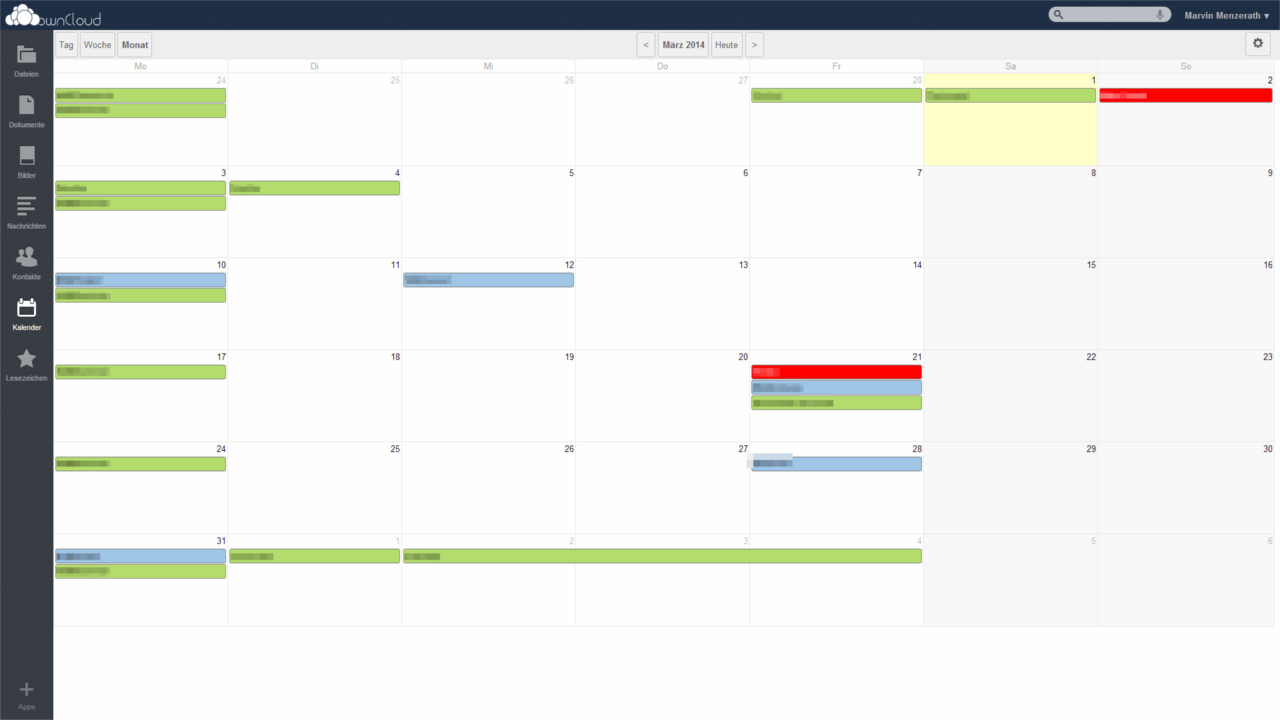 ownCloud
Marvin Menzerath ▾
Tag Woche Monat
< März 2014 Heute >
Dateien
Dokumente
Bilder
Nachrichten
Kontakte
Kalender
Lesezeichen
Apps
Mo Di Mi Do Fr Sa So
24 25 26 27 28 1 2
3 4 5 6 7 8 9
10 11 12 13 14 15 16
17 18 19 20 21 22 23
24 25 26 27 28 29 30
31 1 2 3 4 5 6